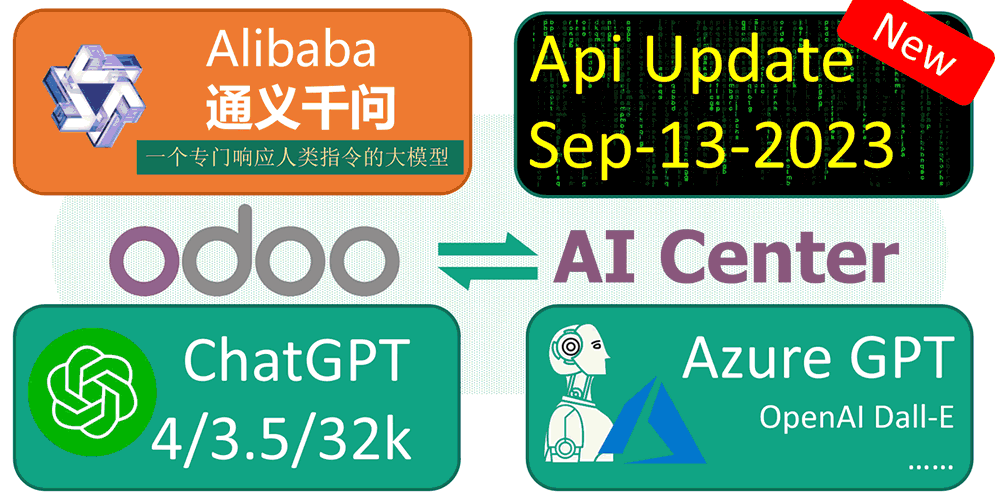 Alibaba
通义千问
一个专门响应人类指令的大模型
Api Update
Sep-13-2023
New
odoo
AI Center
ChatGPT
4/3.5/32k
Azure GPT
OpenAI Dall-E
......